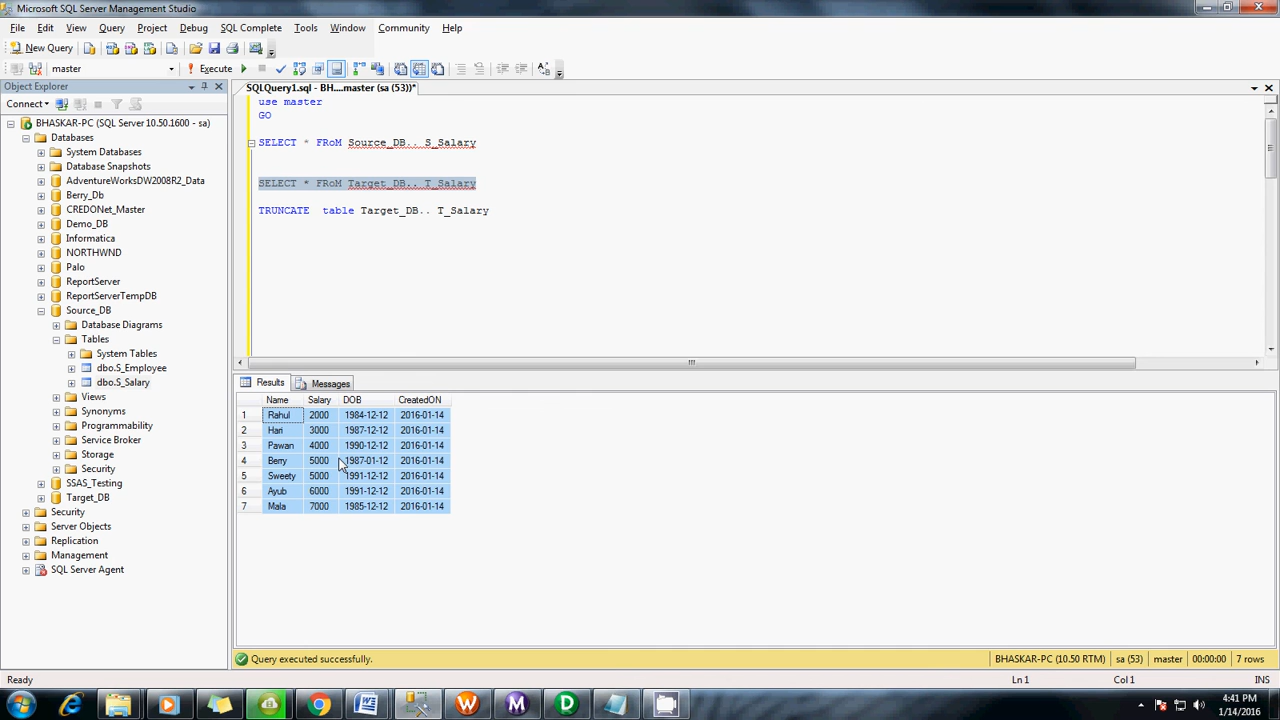 Microsoft SQL Server Management Studio
File Edit View Query Project Debug SQL Complete Tools Window Community Help
New Query
master Execute
Object Explorer
SQLQuery1.sql - BH....master (sa (53))*
Connect
BHASKAR-PC (SQL Server 10.50.1600 - sa)
Databases
System Databases
Database Snapshots
AdventureWorksDW2008R2_Data
Berry_Db
CREDONet_Master
Demo_DB
Informatica
NORTHWND
Palo
ReportServer
ReportServerTempDB
Source_DB
Database Diagrams
Tables
System Tables
dbo.S_Employee
dbo.S_Salary
Views
Synonyms
Programmability
Service Broker
Storage
Security
SSAS_Testing
Target_DB
Security
Server Objects
Replication
Management
SQL Server Agent
use master
GO
SELECT * FRoM Source_DB.. S_Salary
SELECT * FRoM Target_DB.. T_Salary
TRUNCATE table Target_DB.. T_Salary
Results Messages
Name Salary DOB CreatedON
1 Rahul 2000 1984-12-12 2016-01-14
2 Hari 3000 1987-12-12 2016-01-14
3 Pawan 4000 1990-12-12 2016-01-14
4 Berry 5000 1987-01-12 2016-01-14
5 Sweety 5000 1991-12-12 2016-01-14
6 Ayub 6000 1991-12-12 2016-01-14
7 Mala 7000 1985-12-12 2016-01-14
Query executed successfully. BHASKAR-PC (10.50 RTM) sa (53) master 00:00:00 7 rows
Ready Ln 1 Col 1 INS
W M D
4:41 PM
1/14/2016